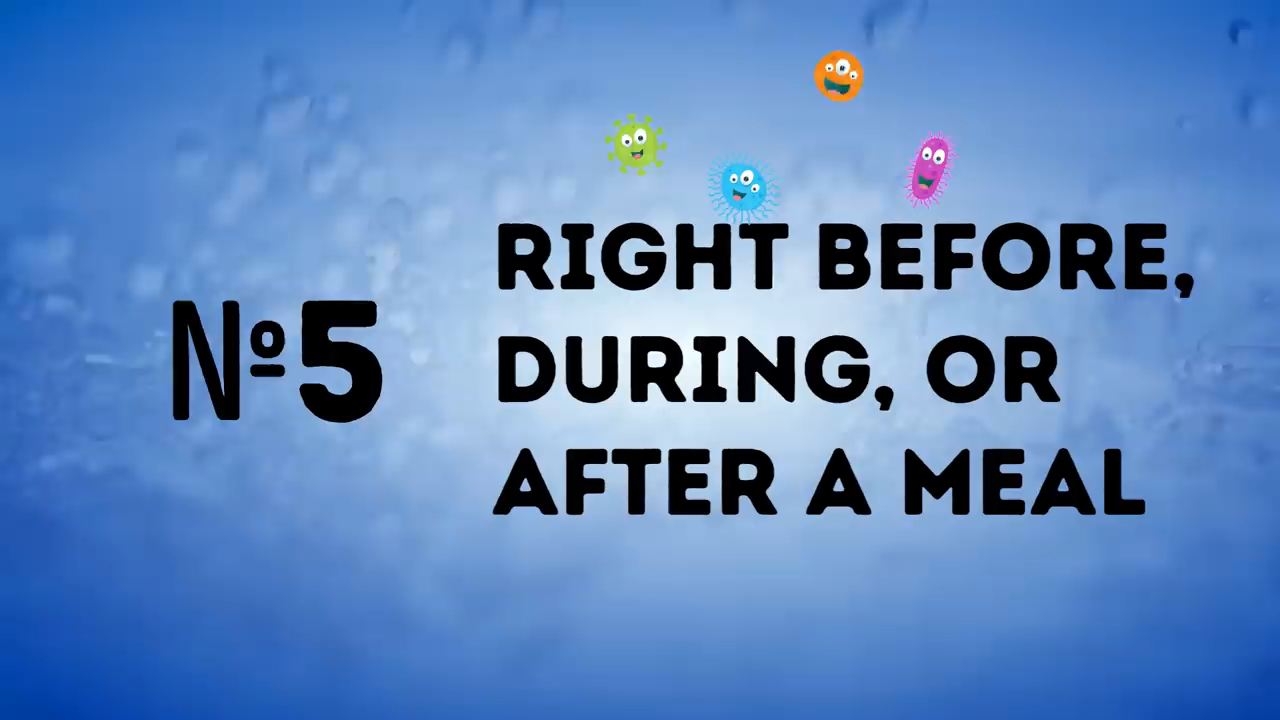 №5
RIGHT BEFORE,
DURING, OR
AFTER A MEAL